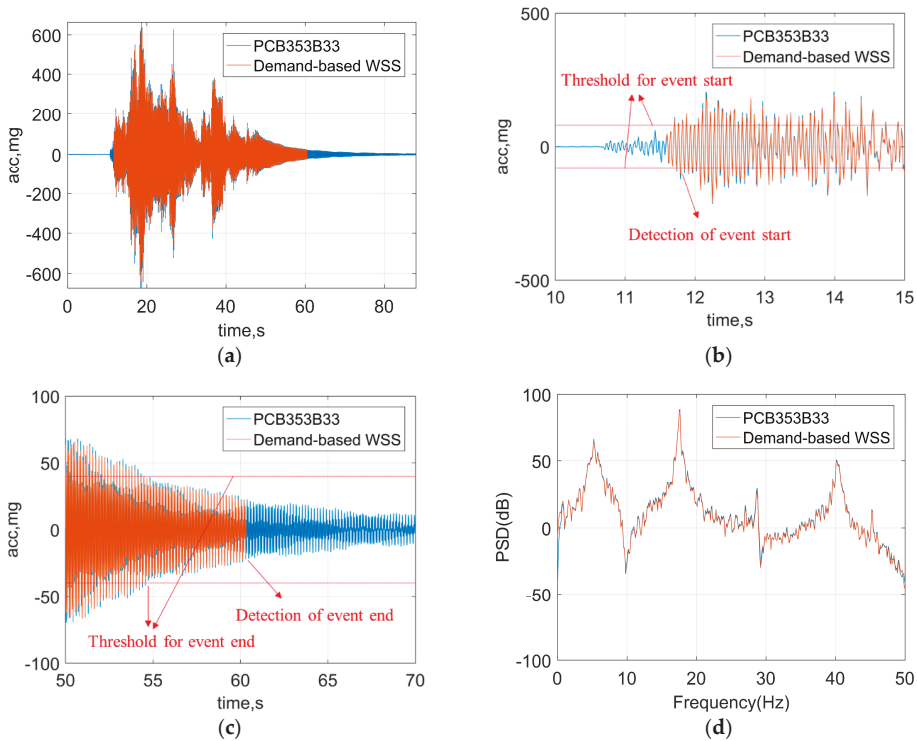 600
400
200
0
-200
-400
-600
acc,mg
0
20
40
60
80
time,s
PCB353B33
Demand-based WSS
(a)
500
0
-500
acc,mg
10
11
12
13
14
15
time,s
PCB353B33
Demand-based WSS
Threshold for event start
Detection of event start
(b)
100
50
0
-50
-100
acc,mg
50
55
60
65
70
time,s
PCB353B33
Demand-based WSS
Detection of event end
Threshold for event end
(c)
100
50
0
-50
-100
PSD(dB)
0
10
20
30
40
50
Frequency(Hz)
PCB353B33
Demand-based WSS
(d)